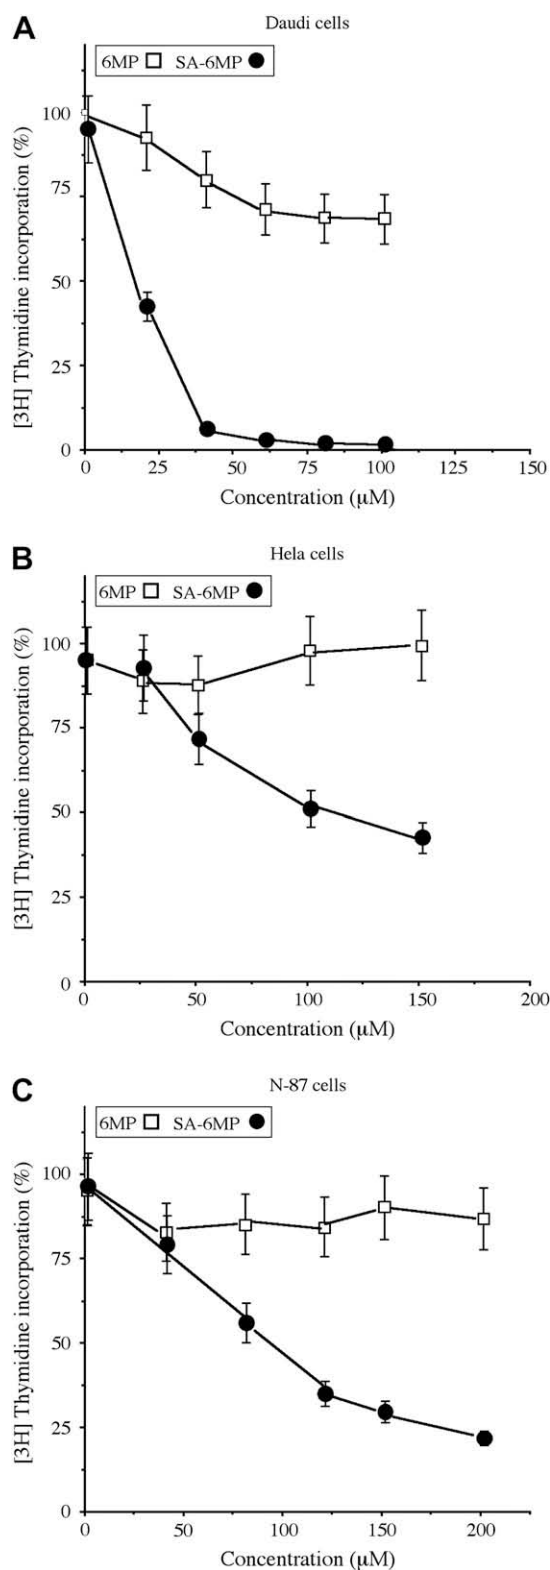 A
Daudi cells
6MP SA-6MP
[3H] Thymidine incorporation (%)
100
75
50
25
0
0 25 50 75 100 125 150
Concentration (μM)
B
Hela cells
6MP SA-6MP
[3H] Thymidine incorporation (%)
100
75
50
25
0
0 50 100 150 200
Concentration (μM)
C
N-87 cells
6MP SA-6MP
[3H] Thymidine incorporation (%)
100
75
50
25
0
0 50 100 150 200
Concentration (μM)